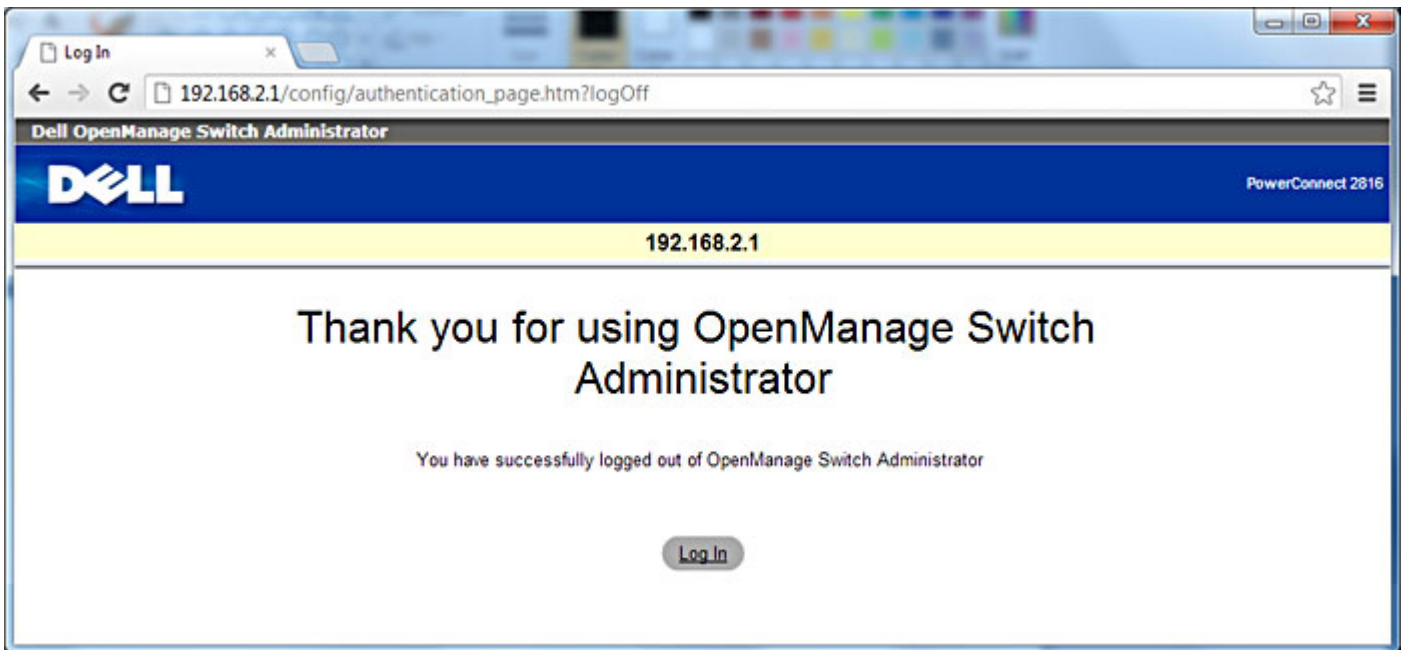 Log In
192.168.2.1/config/authentication_page.htm?logOff
Dell OpenManage Switch Administrator
DELL
PowerConnect 2816
192.168.2.1
Thank you for using OpenManage Switch
Administrator
You have successfully logged out of OpenManage Switch Administrator
Log In